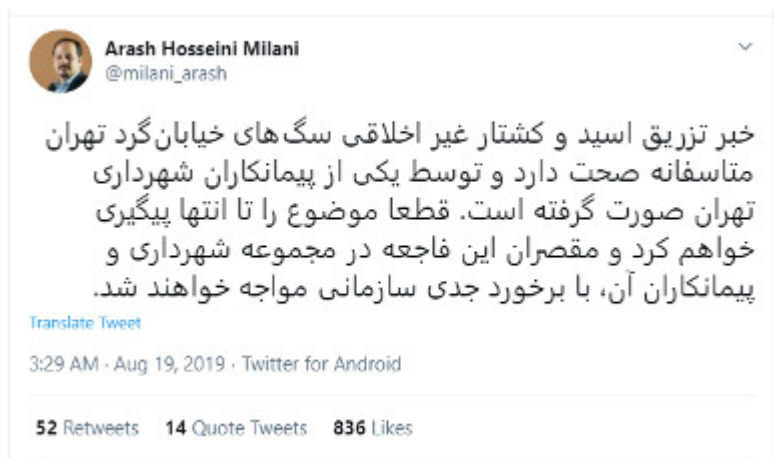 Arash Hosseini Milani
@milani_arash
خبر تزریق اسید و کشتار غیر اخلاقی سگ‌های خیابان‌گرد تهران
متاسفانه صحت دارد و توسط یکی از پیمانکاران شهرداری
تهران صورت گرفته است. قطعا موضوع را تا انتها پیگیری
خواهم کرد و مقصران این فاجعه در مجموعه شهرداری و
پیمانکاران آن، با برخورد جدی سازمانی مواجه خواهند شد.
Translate Tweet
3:29 AM · Aug 19, 2019 · Twitter for Android
52 Retweets 14 Quote Tweets 836 Likes